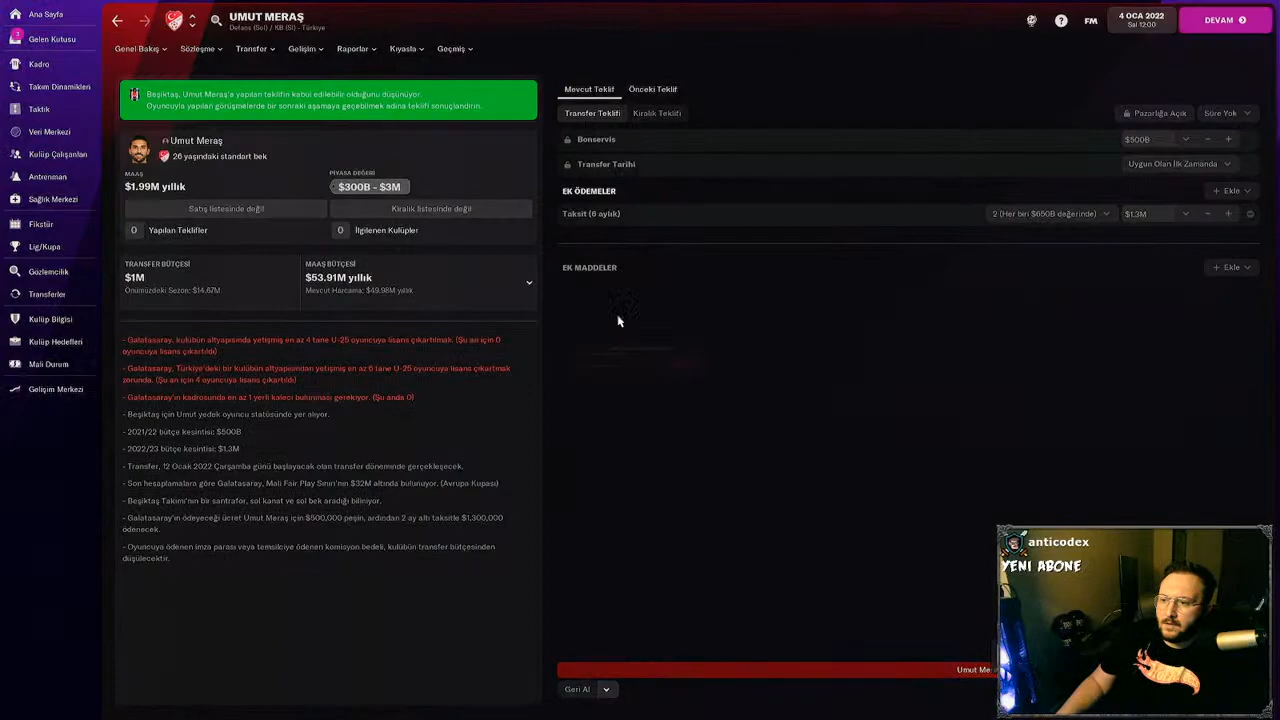 Ana Sayfa
1
Gelen Kutusu
Kadro
Takım Dinamikleri
Taktik
Veri Merkezi
Kulüp Çalışanları
Antrenman
Sağlık Merkezi
Fikstür
Lig/Kupa
Gözlemcilik
Transferler
Kulüp Bilgisi
Kulüp Hedefleri
Mali Durum
Gelişim Merkezi
UMUT MERAŞ
Defans (Sol) / KB (Sl) - Türkiye
FM
4 OCA 2022
Sal 12:00
DEVAM
Genel Bakış
Sözleşme
Transfer
Gelişim
Raporlar
Kıyasla
Geçmiş
Beşiktaş, Umut Meraş'a yapılan teklifin kabul edilebilir olduğunu düşünüyor.
Oyuncuyla yapılan görüşmelerde bir sonraki aşamaya geçebilmek adına teklifi sonuçlandırın.
Umut Meraş
26 yaşındaki standart bek
MAAŞ
$1.99M yıllık
PİYASA DEĞERİ
$300B - $3M
Satış listesinde değil
Kiralık listesinde değil
0 Yapılan Teklifler
0 İlgilenen Kulüpler
TRANSFER BÜTÇESİ
$1M
Önümüzdeki Sezon: $14.67M
MAAŞ BÜTÇESİ
$53.91M yıllık
Mevcut Harcama: $49.98M yıllık
- Galatasaray, kulübün altyapısında yetişmiş en az 4 tane U-25 oyuncuya lisans çıkartılmak. (Şu an için 0
oyuncuya lisans çıkartıldı)
- Galatasaray, Türkiye'deki bir kulübün altyapısından yetişmiş en az 6 tane U-25 oyuncuya lisans çıkartmak
zorunda. (Şu an için 4 oyuncuya lisans çıkartıldı)
- Galatasaray'ın kadrosunda en az 1 yerli kaleci bulunması gerekiyor. (Şu anda 0)
- Beşiktaş için Umut yedek oyuncu statüsünde yer alıyor.
- 2021/22 bütçe kesintisi: $500B
- 2022/23 bütçe kesintisi: $1.3M
- Transfer, 12 Ocak 2022 Çarşamba günü başlayacak olan transfer döneminde gerçekleşecek.
- Son hesaplamalara göre Galatasaray, Mali Fair Play Sınırı'nın $32M altında bulunuyor. (Avrupa Kupası)
- Beşiktaş Takımı'nın bir santrafor, sol kanat ve sol bek aradığı biliniyor.
- Galatasaray'ın ödeyeceği ücret Umut Meraş için $500,000 peşin, ardından 2 ay altı taksitle $1,300,000
ödenecek.
- Oyuncuya ödenen imza parası veya temsilciye ödenen komisyon bedeli, kulübün transfer bütçesinden
düşülecektir.
Mevcut Teklif
Önceki Teklif
Transfer Teklifi
Kiralık Teklifi
Pazarlığa Açık
Süre Yok
Bonservis
$500B
Transfer Tarihi
Uygun Olan İlk Zamanda
EK ÖDEMELER
Ekle
Taksit (6 aylık)
2 (Her biri $650B değerinde)
$1.3M
EK MADDELER
Ekle
Geri Al
anticodex
YENİ ABONE